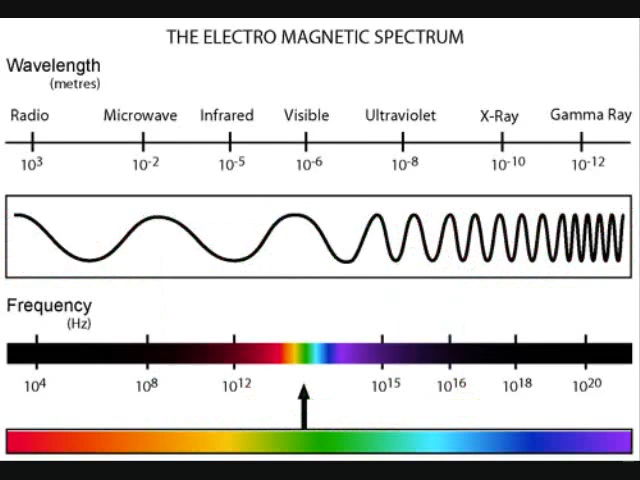 THE ELECTRO MAGNETIC SPECTRUM
Wavelength
(metres)
Radio Microwave Infrared Visible Ultraviolet X-Ray Gamma Ray
10³ 10⁻² 10⁻⁵ 10⁻⁶ 10⁻⁸ 10⁻¹⁰ 10⁻¹²
Frequency
(Hz)
10⁴ 10⁸ 10¹² 10¹⁵ 10¹⁶ 10¹⁸ 10²⁰